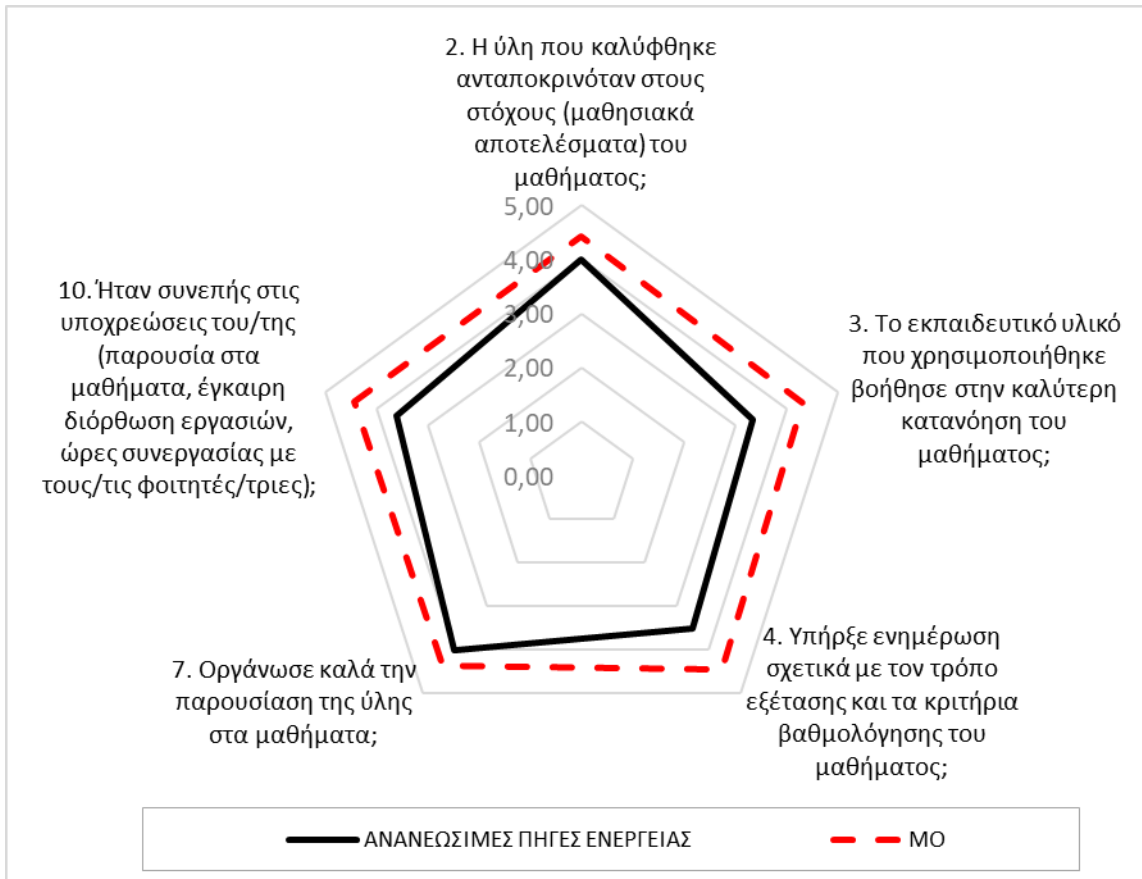 2. Η ύλη που καλύφθηκε
ανταποκρινόταν στους
στόχους (μαθησιακά
αποτελέσματα) του
μαθήματος;
5,00
4,00
3,00
2,00
1,00
0,00
3. Το εκπαιδευτικό υλικό
που χρησιμοποιήθηκε
βοήθησε στην καλύτερη
κατανόηση του
μαθήματος;
4. Υπήρξε ενημέρωση
σχετικά με τον τρόπο
εξέτασης και τα κριτήρια
βαθμολόγησης του
μαθήματος;
7. Οργάνωσε καλά την
παρουσίαση της ύλης
στα μαθήματα;
10. Ήταν συνεπής στις
υποχρεώσεις του/της
(παρουσία στα
μαθήματα, έγκαιρη
διόρθωση εργασιών,
ώρες συνεργασίας με
τους/τις φοιτητές/τριες);
ΑΝΑΝΕΩΣΙΜΕΣ ΠΗΓΕΣ ΕΝΕΡΓΕΙΑΣ
ΜΟ